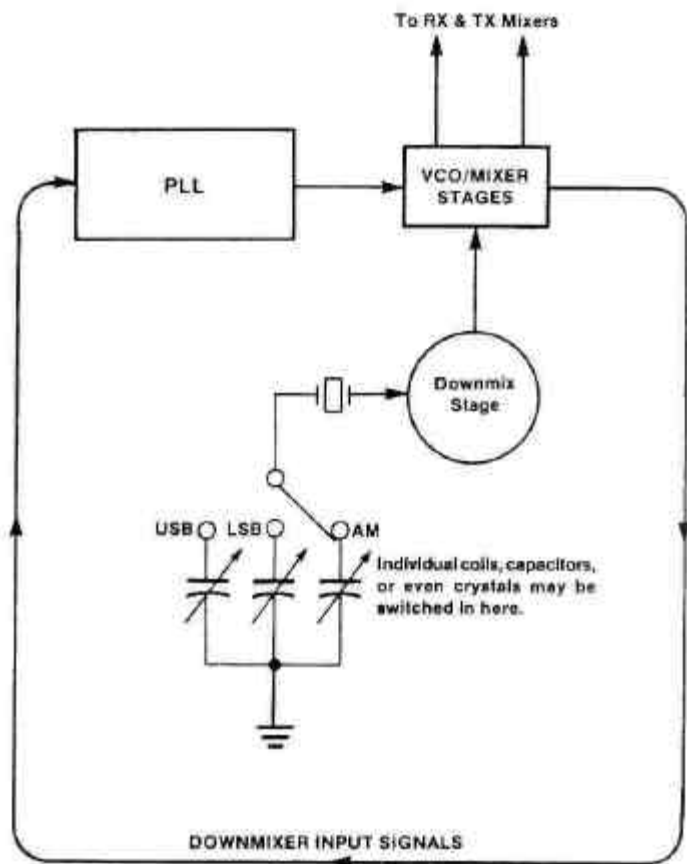 To RX & TX Mixers
PLL
VCO/MIXER
STAGES
Downmix
Stage
USB LSB AM
Individual coils, capacitors,
or even crystals may be
switched in here.
DOWNMIXER INPUT SIGNALS